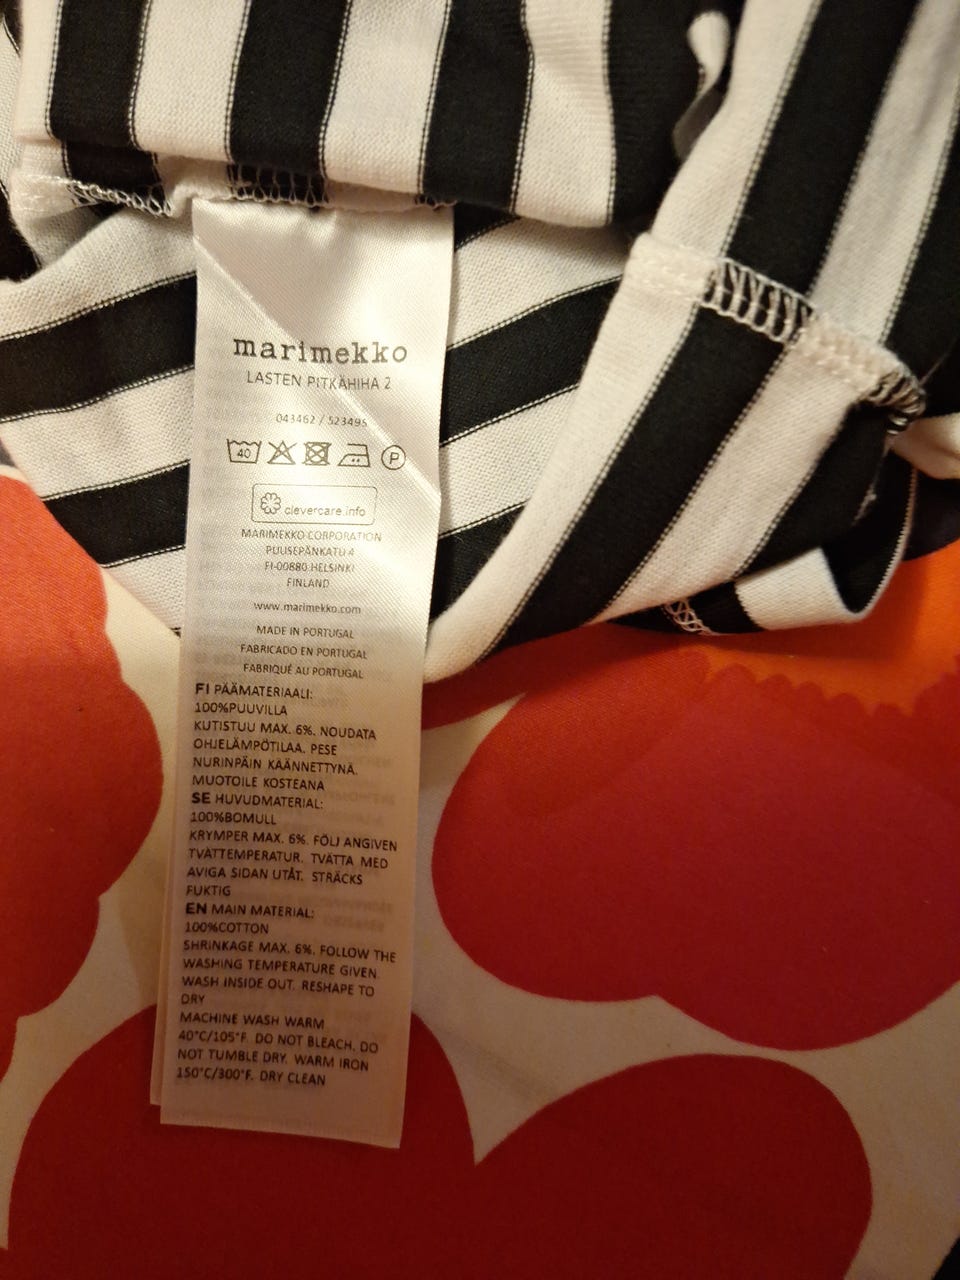 marimekko
LASTEN PITKÄHIHA 2
043462 / 523495
40 P
clevercare.info
MARIMEKKO CORPORATION
PUUSEPÄNKATU 4
FI-00880 HELSINKI
FINLAND
www.marimekko.com
MADE IN PORTUGAL
FABRICADO EN PORTUGAL
FABRIQUÉ AU PORTUGAL
FI PÄÄMATERIAALI:
100%PUUVILLA
KUTISTUU MAX. 6%. NOUDATA
OHJELÄMPÖTILAA. PESE
NURINPÄIN KÄÄNNETTYNÄ.
MUOTOILE KOSTEANA
SE HUVUDMATERIAL:
100%BOMULL
KRYMPER MAX. 6%. FÖLJ ANGIVEN
TVÄTTEMPERATUR. TVÄTTA MED
AVIGA SIDAN UTÅT. STRÄCKS
FUKTIG
EN MAIN MATERIAL:
100%COTTON
SHRINKAGE MAX. 6%. FOLLOW THE
WASHING TEMPERATURE GIVEN.
WASH INSIDE OUT. RESHAPE TO
DRY
MACHINE WASH WARM
40°C/105°F. DO NOT BLEACH. DO
NOT TUMBLE DRY. WARM IRON
150°C/300°F. DRY CLEAN